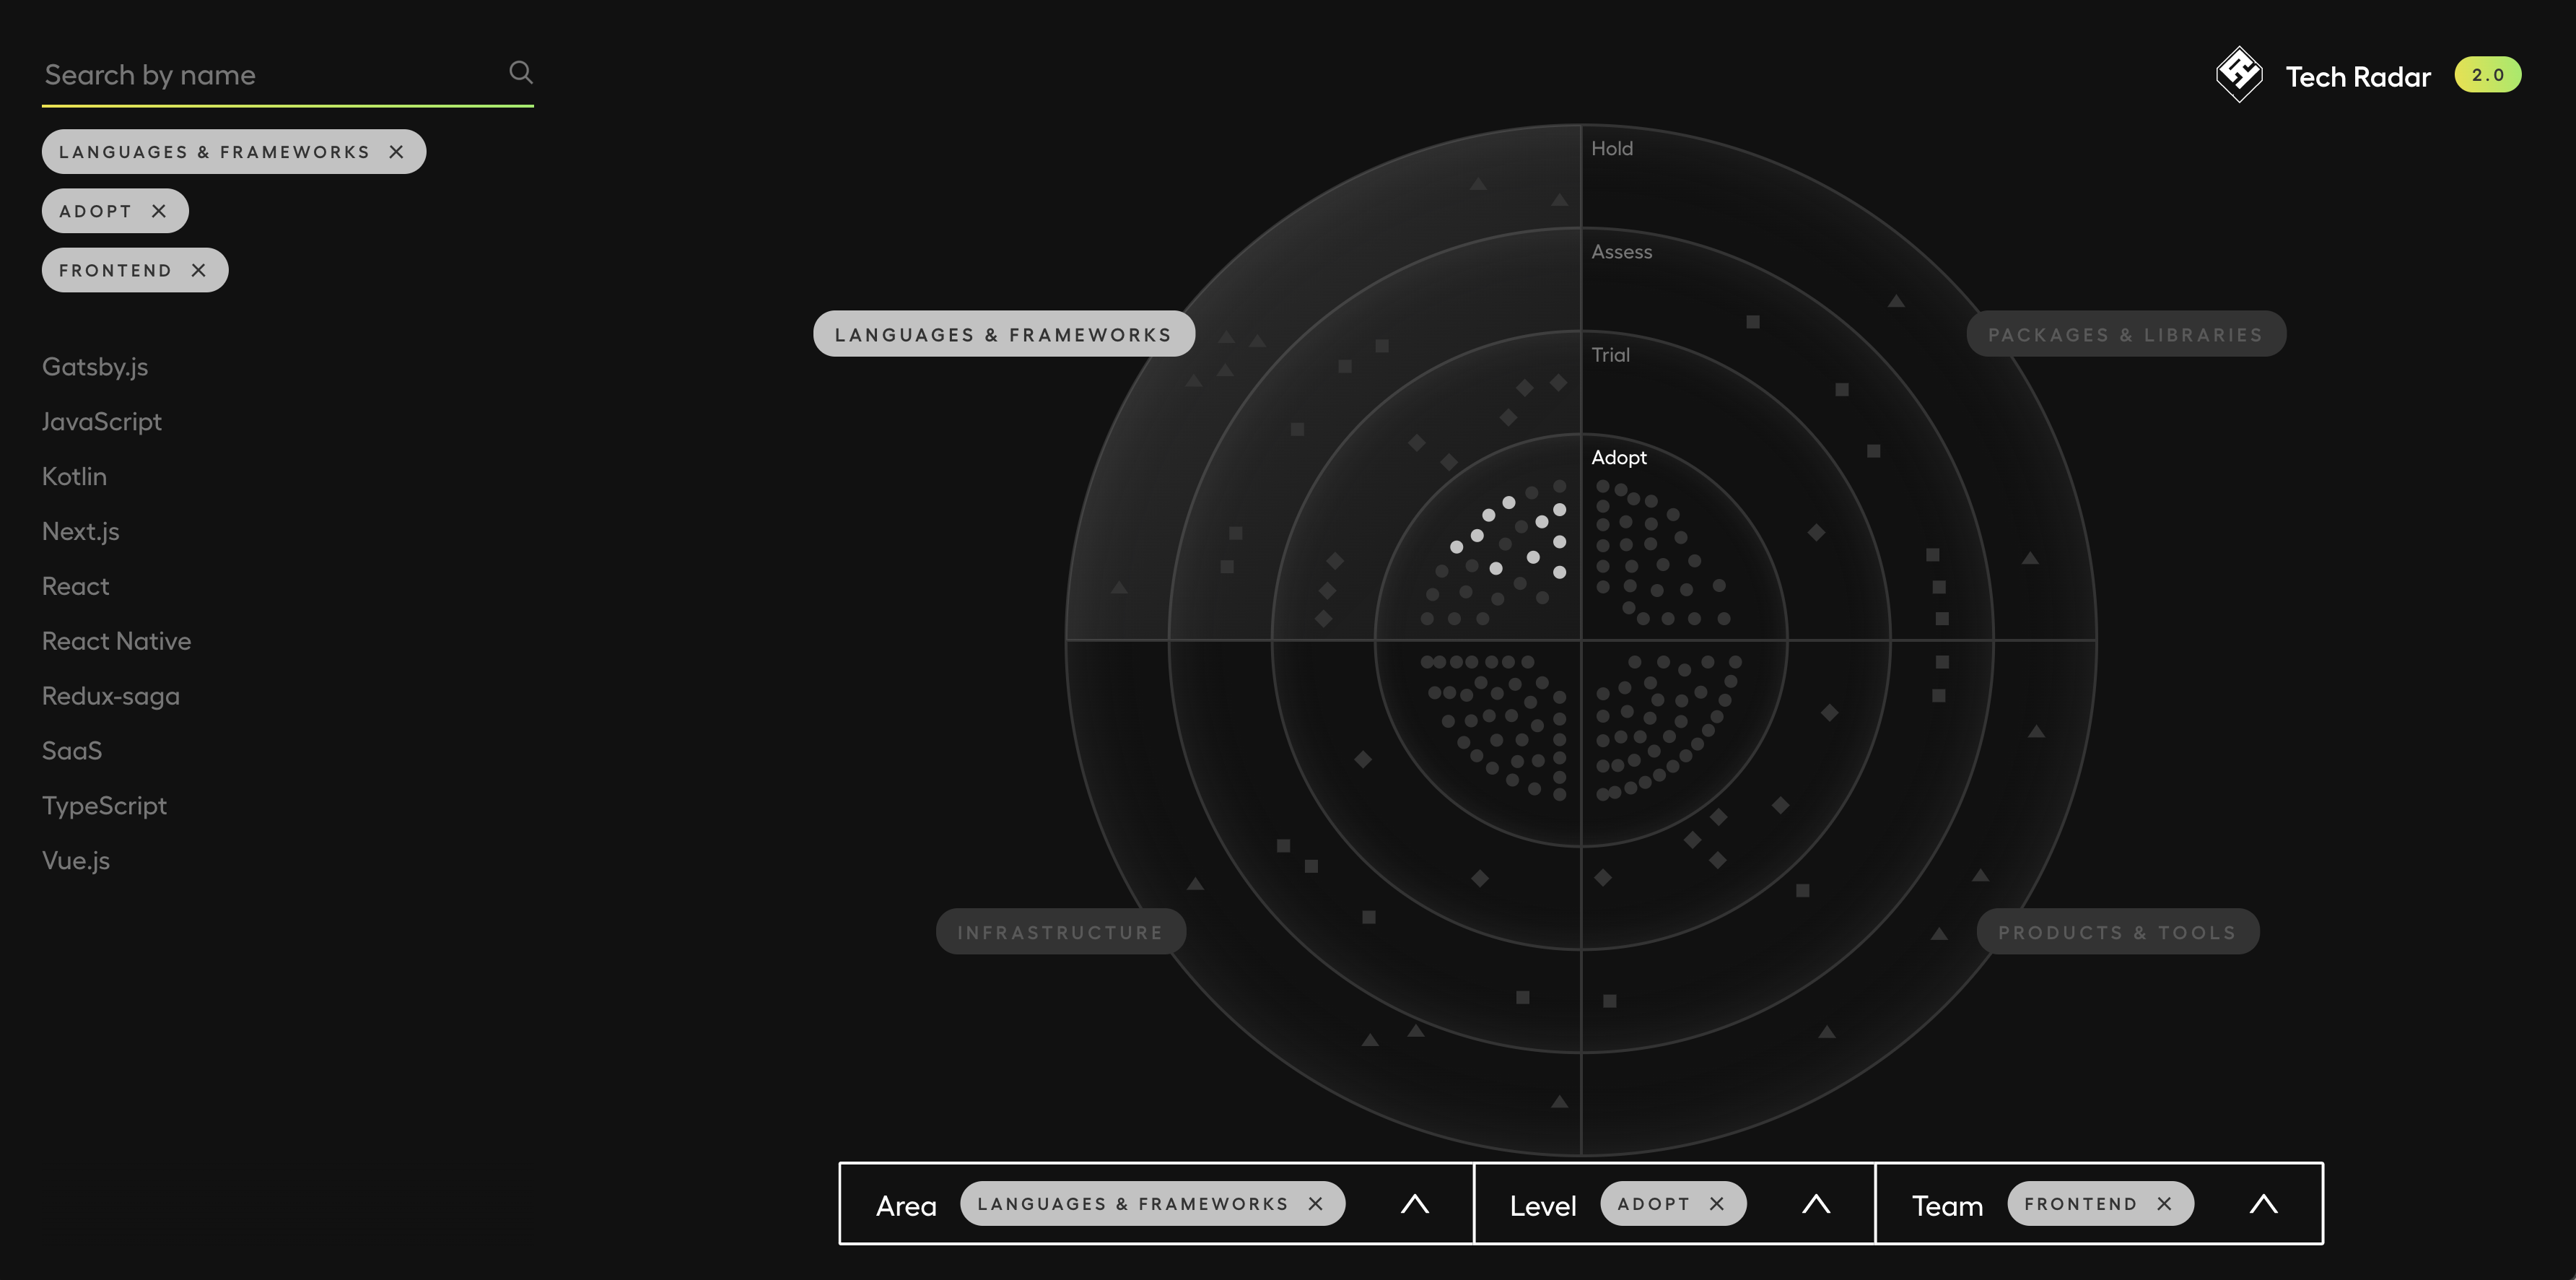 Search by name
Tech Radar 2.0
LANGUAGES & FRAMEWORKS
ADOPT
FRONTEND
Gatsby.js
JavaScript
Kotlin
Next.js
React
React Native
Redux-saga
SaaS
TypeScript
Vue.js
Hold
Assess
LANGUAGES & FRAMEWORKS
PACKAGES & LIBRARIES
Trial
Adopt
INFRASTRUCTURE
PRODUCTS & TOOLS
Area LANGUAGES & FRAMEWORKS
Level ADOPT
Team FRONTEND